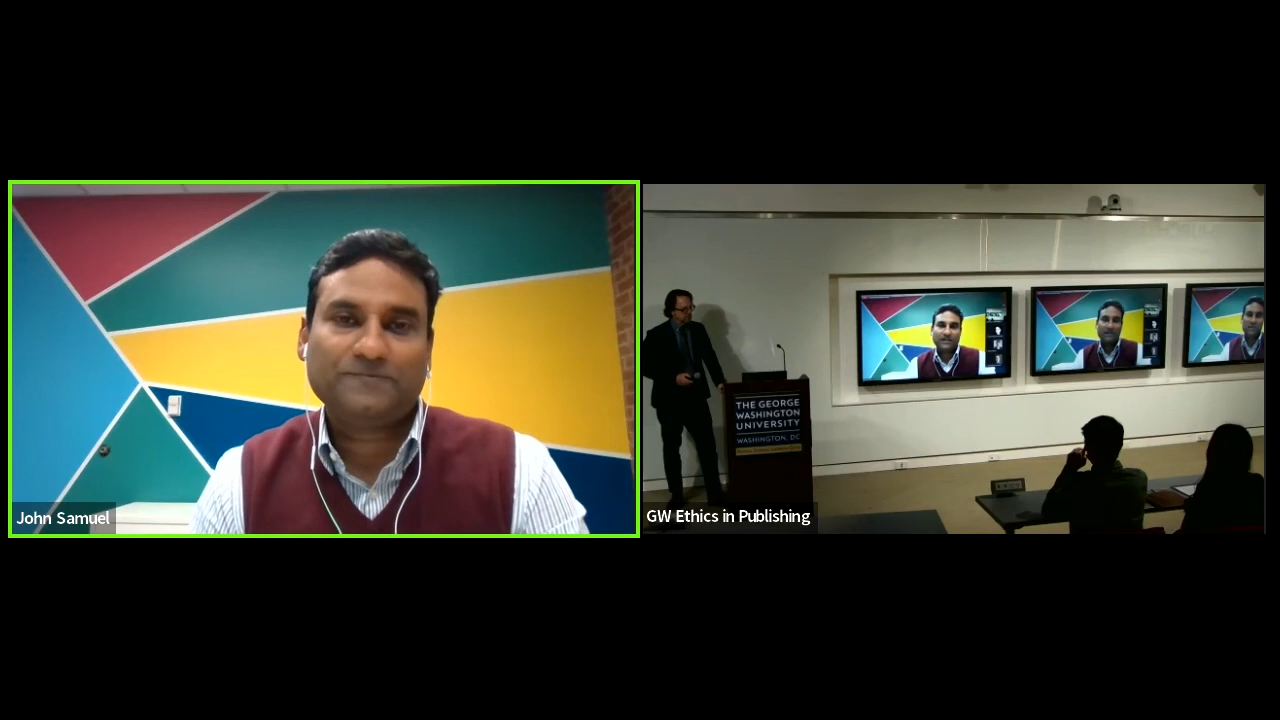 John Samuel
GW Ethics in Publishing
THE GEORGE
WASHINGTON
UNIVERSITY
WASHINGTON, DC